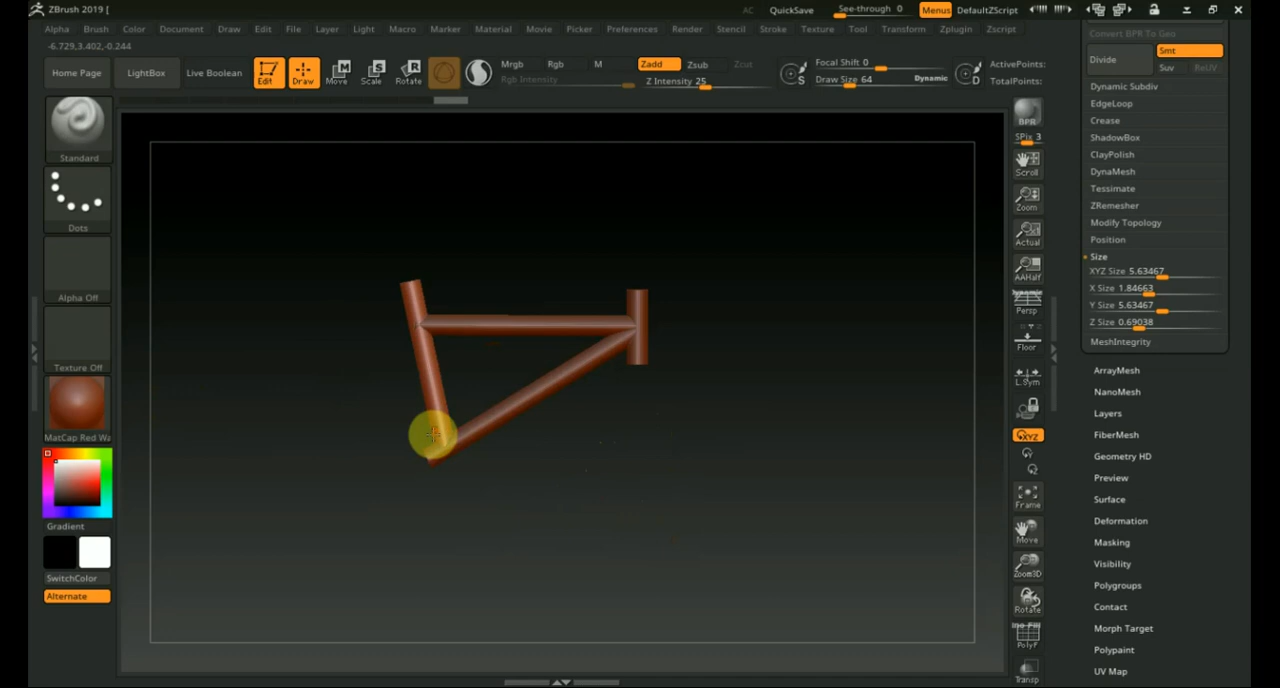 ZBrush 2019 [
AC QuickSave See-through 0 Menus DefaultZScript
Alpha Brush Color Document Draw Edit File Layer Light Macro Marker Material Movie Picker Preferences Render Stencil Stroke Texture Tool Transform Zplugin Zscript
-6.729,3.402,-0.244
Home Page LightBox Live Boolean Edit Draw Move Scale Rotate
Mrgb Rgb M Zadd Zsub Zcut
Rgb Intensity Z Intensity 25
Focal Shift 0
Draw Size 64 Dynamic
ActivePoints:
TotalPoints:
Standard
Dots
Alpha Off
Texture Off
MatCap Red Wa
Gradient
SwitchColor
Alternate
BPR
SPix 3
Scroll
Zoom
Actual
AAHalf
Dynamic
Persp
Floor
L.Sym
XYZ
Frame
Move
Zoom3D
Rotate
PolyF
Transp
Convert BPR To Geo
Divide Smt
Suv ReUV
Dynamic Subdiv
EdgeLoop
Crease
ShadowBox
ClayPolish
DynaMesh
Tessimate
ZRemesher
Modify Topology
Position
Size
XYZ Size 5.63467
X Size 1.84663
Y Size 5.63467
Z Size 0.69038
MeshIntegrity
ArrayMesh
NanoMesh
Layers
FiberMesh
Geometry HD
Preview
Surface
Deformation
Masking
Visibility
Polygroups
Contact
Morph Target
Polypaint
UV Map